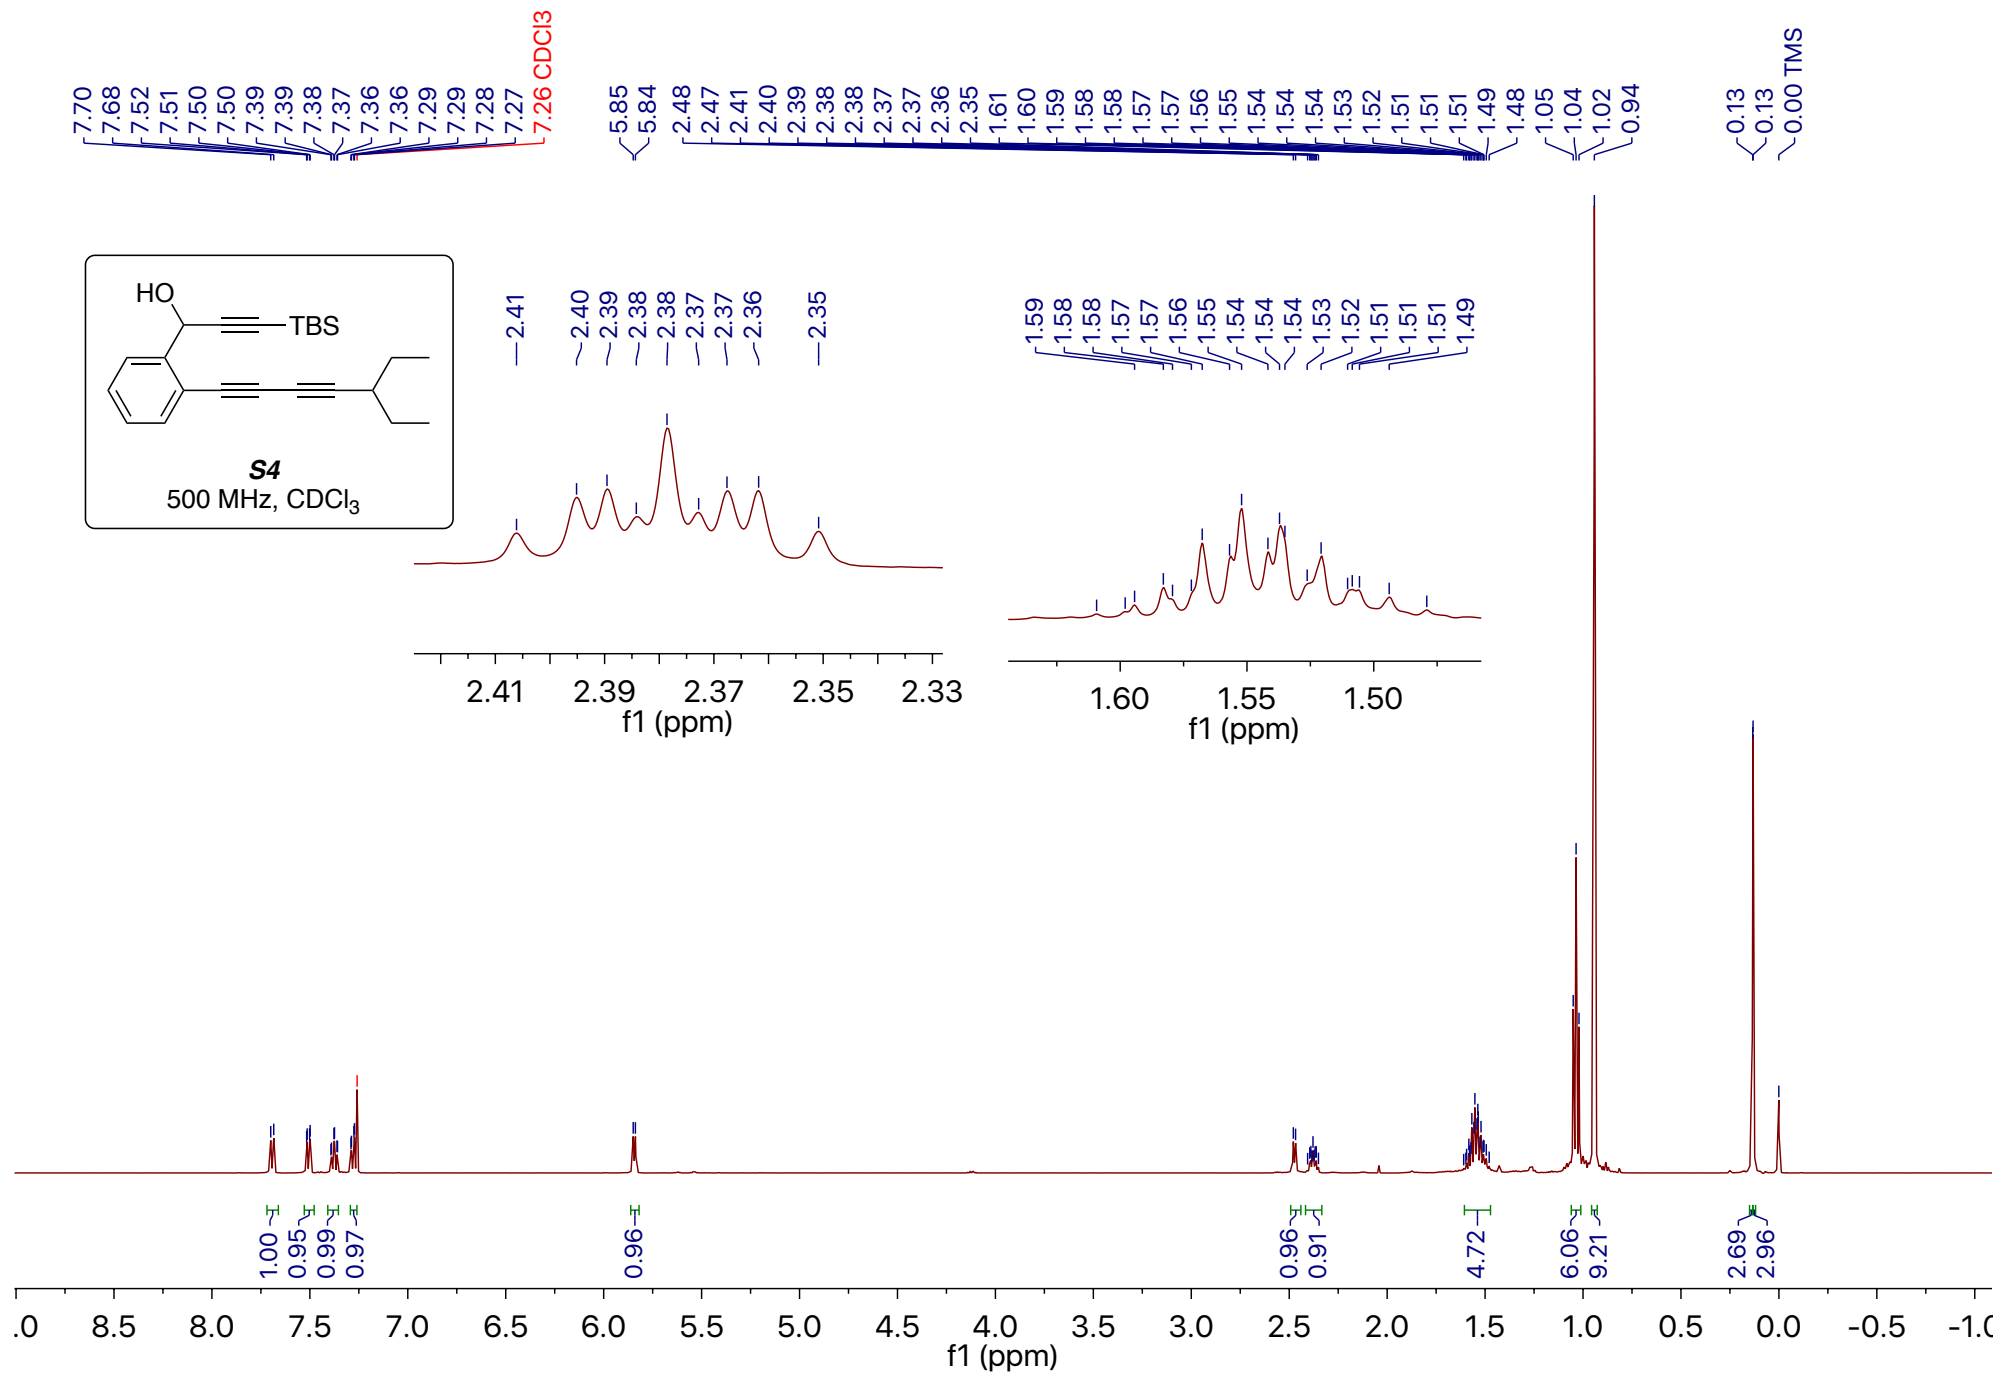 7.70 7.68 7.52 7.51 7.50 7.50 7.39 7.39 7.38 7.37 7.36 7.36 7.29 7.29 7.28 7.27 7.26 CDCl3 5.85 5.84 2.48 2.47 2.41 2.40 2.39 2.38 2.38 2.37 2.37 2.36 2.35 1.61 1.60 1.59 1.58 1.58 1.57 1.57 1.56 1.55 1.54 1.54 1.54 1.53 1.52 1.51 1.51 1.51 1.49 1.48 1.05 1.04 1.02 0.94 0.13 0.13 0.00 TMS
HO
TBS
S4
500 MHz, CDCl₃
2.41 2.40 2.39 2.38 2.38 2.37 2.37 2.36 2.35
2.41 2.39 2.37 2.35 2.33
f1 (ppm)
1.59 1.58 1.58 1.57 1.57 1.56 1.55 1.54 1.54 1.54 1.53 1.52 1.51 1.51 1.51 1.49
1.60 1.55 1.50
f1 (ppm)
1.00 0.95 0.99 0.97 0.96 0.96 0.91 4.72 6.06 9.21 2.69 2.96
.0 8.5 8.0 7.5 7.0 6.5 6.0 5.5 5.0 4.5 4.0 3.5 3.0 2.5 2.0 1.5 1.0 0.5 0.0 -0.5 -1.0
f1 (ppm)